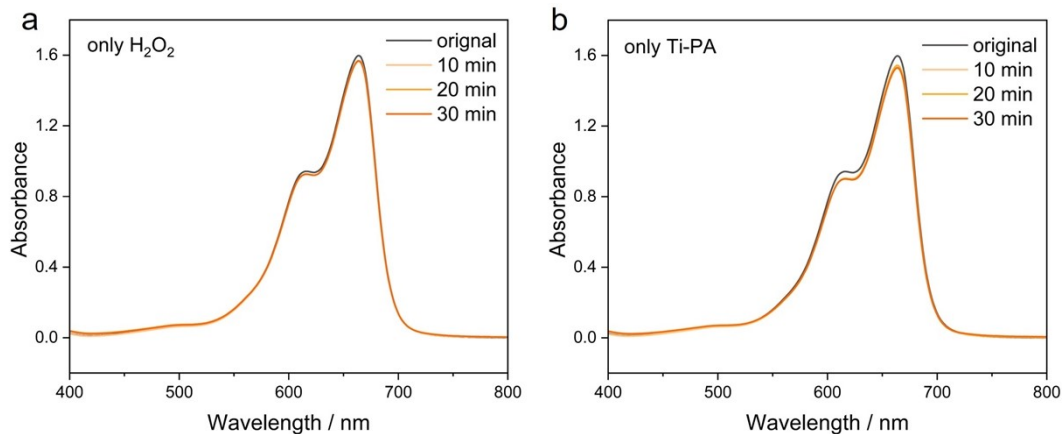 a
only H₂O₂
orignal
10 min
20 min
30 min
1.6
1.2
0.8
0.4
0.0
Absorbance
400
500
600
700
800
Wavelength / nm
b
only Ti-PA
original
10 min
20 min
30 min
1.6
1.2
0.8
0.4
0.0
Absorbance
400
500
600
700
800
Wavelength / nm